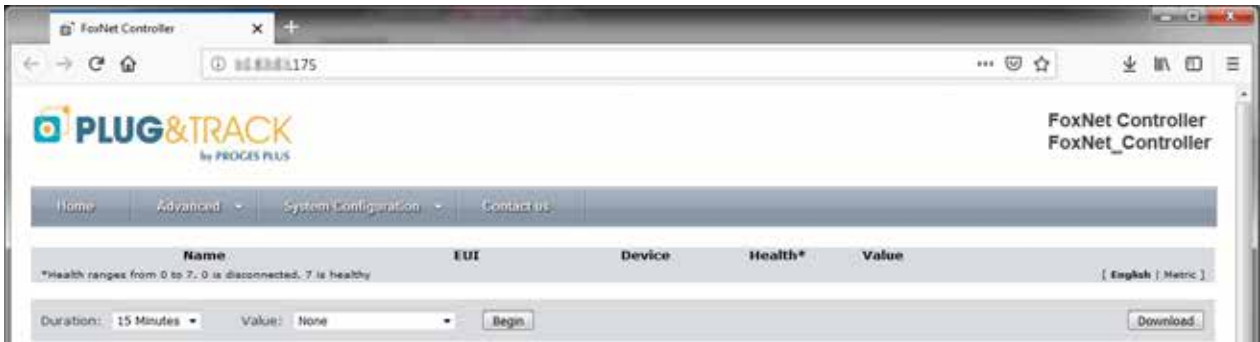 FoxNet Controller
175
PLUG&TRACK
by PROGES PLUS
FoxNet Controller
FoxNet_Controller
Home Advanced System Configuration Contact us
Name EUI Device Health* Value
*Health ranges from 0 to 7. 0 is disconnected, 7 is healthy [ English | Metric ]
Duration: 15 Minutes Value: None Begin Download